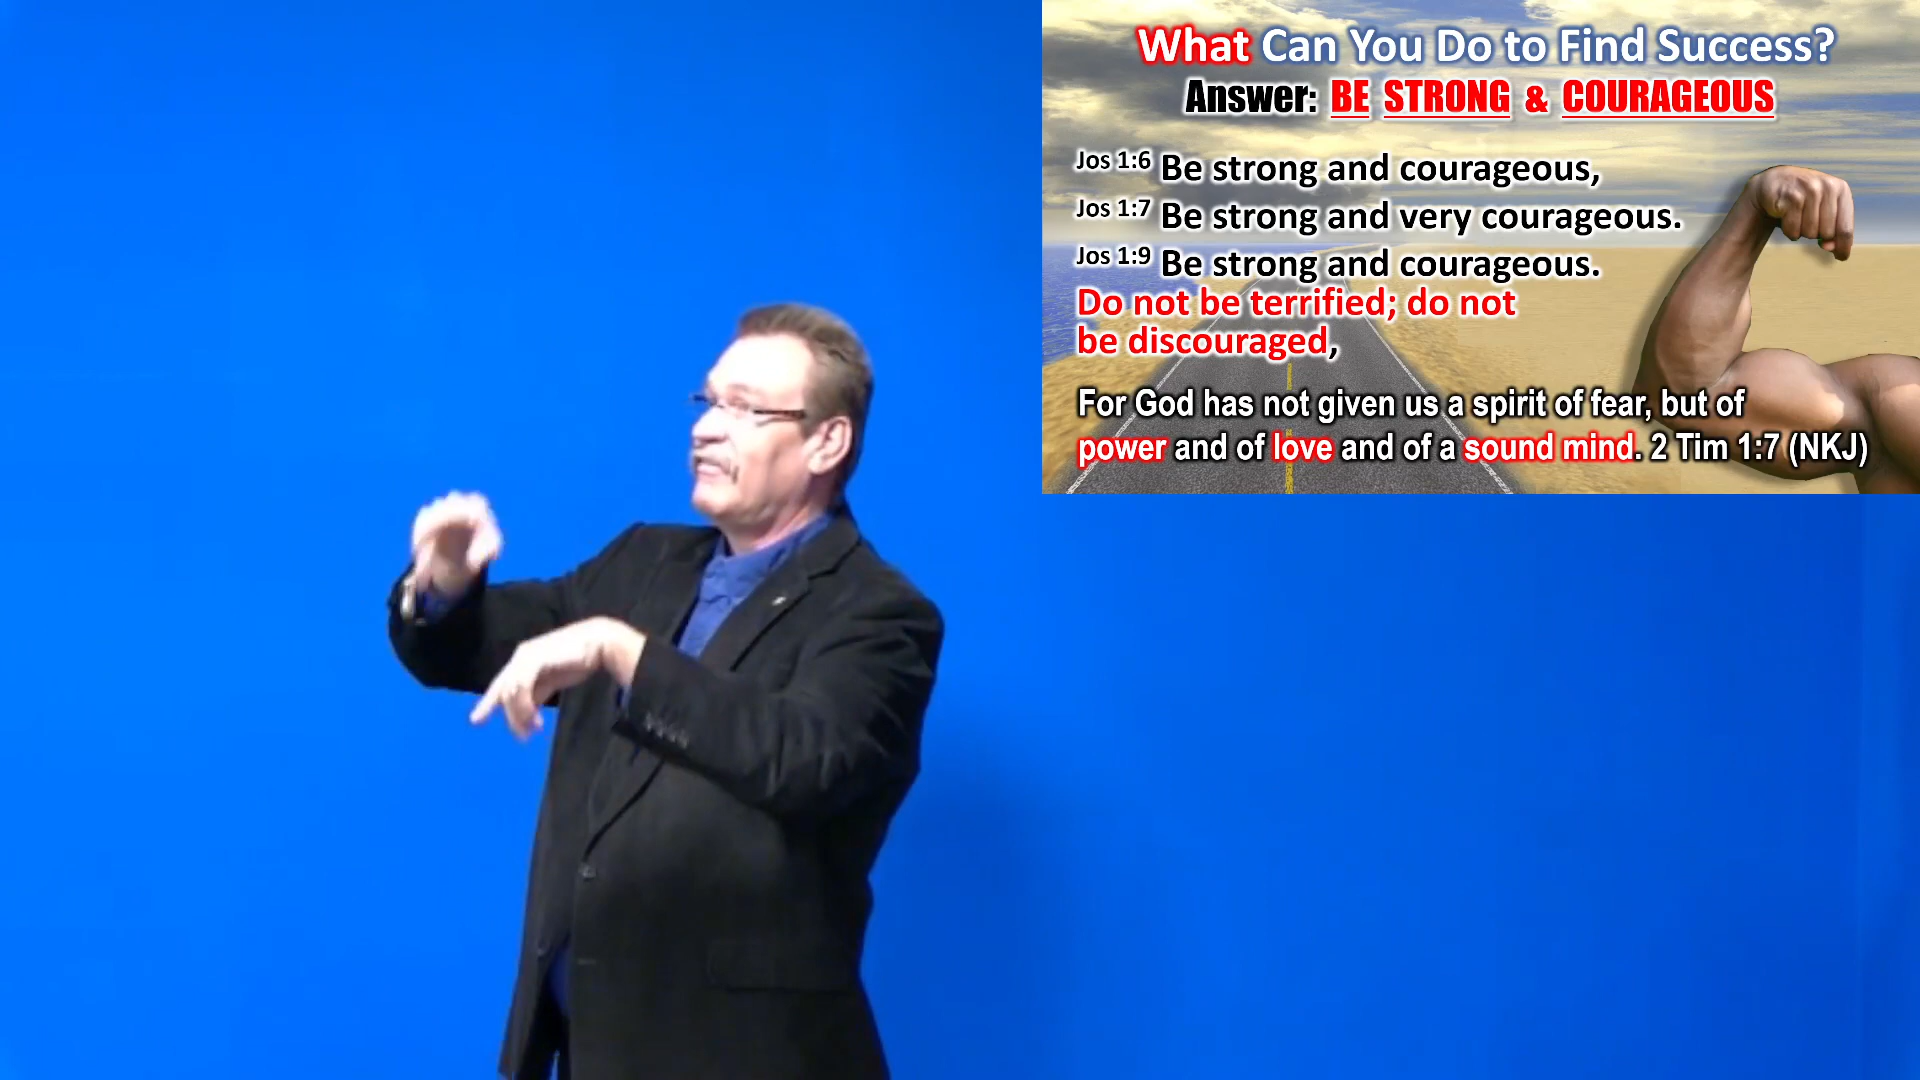 What Can You Do to Find Success?
Answer: BE STRONG & COURAGEOUS
Jos 1:6 Be strong and courageous,
Jos 1:7 Be strong and very courageous.
Jos 1:9 Be strong and courageous.
Do not be terrified; do not
be discouraged,
For God has not given us a spirit of fear, but of
power and of love and of a sound mind. 2 Tim 1:7 (NKJ)